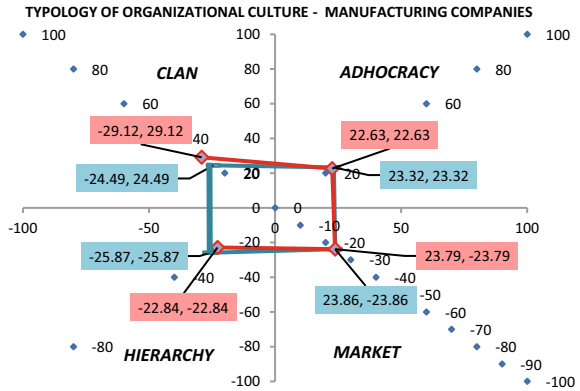 TYPOLOGY OF ORGANIZATIONAL CULTURE - MANUFACTURING COMPANIES
100 100 100
80 CLAN 80 ADHOCRACY 80
60 60 60
-29.12, 29.12 40 40 22.63, 22.63
-24.49, 24.49 20 20 20 23.32, 23.32
0
-100 -50 0 -10 50 100
-25.87, -25.87 -20 -20 -30 23.79, -23.79
-40 -40 -40
-22.84, -22.84 23.86, -23.86 -50
-60 -60
-70
-80 -80 -80
HIERARCHY MARKET -90
-100 -100